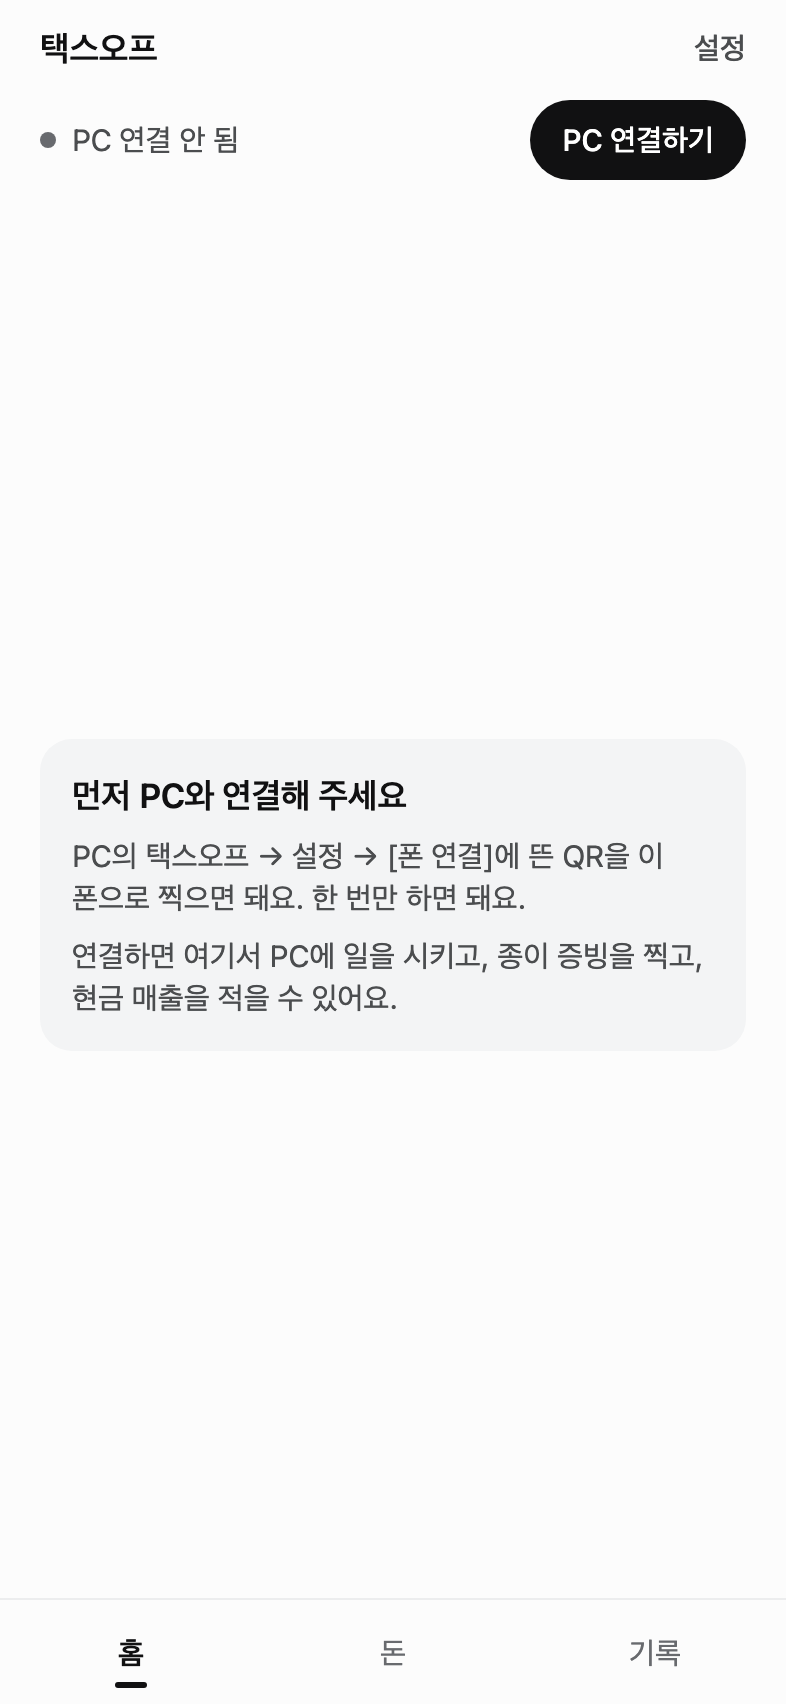 택스오프
설정
PC 연결 안 됨
PC 연결하기
먼저 PC와 연결해 주세요
PC의 택스오프 → 설정 → [폰 연결]에 뜬 QR을 이
폰으로 찍으면 돼요. 한 번만 하면 돼요.
연결하면 여기서 PC에 일을 시키고, 종이 증빙을 찍고,
현금 매출을 적을 수 있어요.
홈
돈
기록